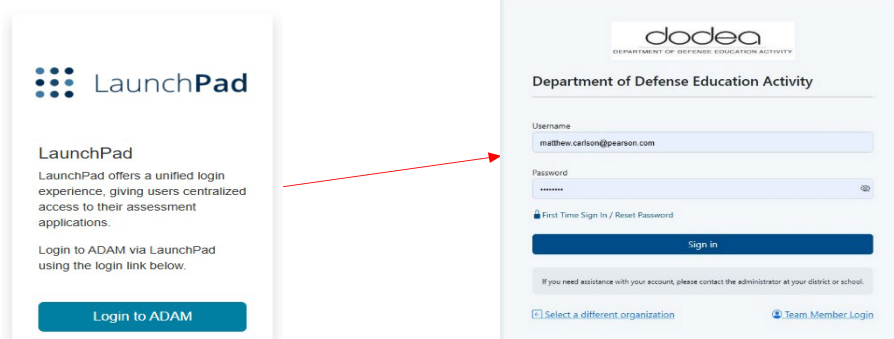 LaunchPad
LaunchPad
LaunchPad offers a unified login
experience, giving users centralized
access to their assessment
applications.
Login to ADAM via LaunchPad
using the login link below.
Login to ADAM
dodea
DEPARTMENT OF DEFENSE EDUCATION ACTIVITY
Department of Defense Education Activity
Username
matthew.carlson@pearson.com
Password
••••••••
First Time Sign In / Reset Password
Sign in
If you need assistance with your account, please contact the administrator at your district or school.
Select a different organization
Team Member Login